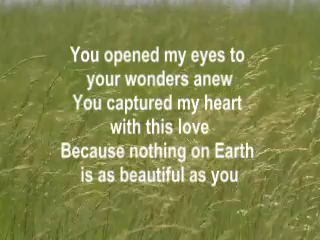 You opened my eyes to
your wonders anew
You captured my heart
with this love
Because nothing on Earth
is as beautiful as you